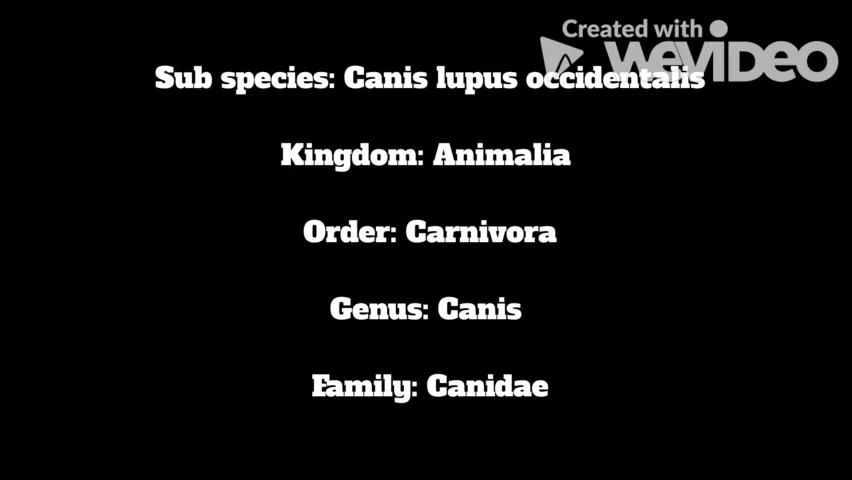 Created with
WEVIDEO
Sub species: Canis lupus occidentalis
Kingdom: Animalia
Order: Carnivora
Genus: Canis
Family: Canidae